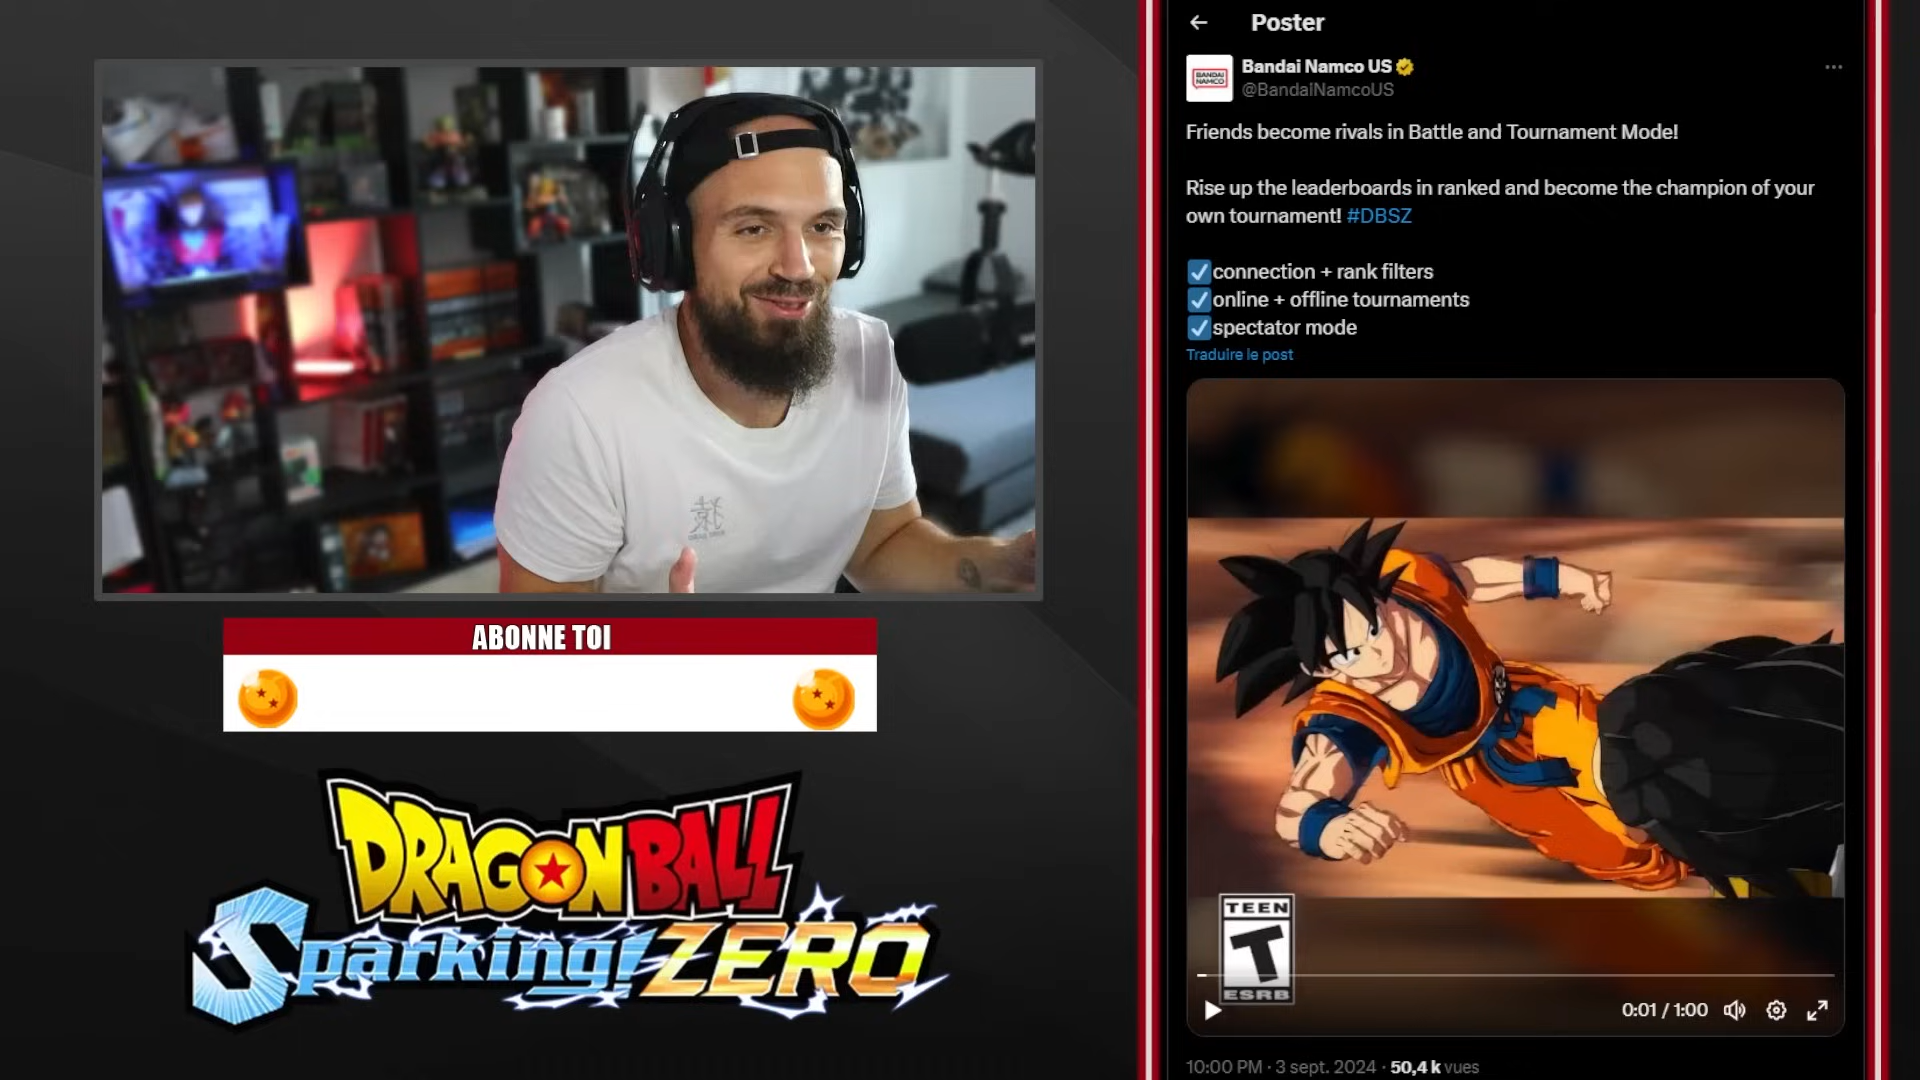 Poster
BANDAI NAMCO
Bandai Namco US
@BandaiNamcoUS
Friends become rivals in Battle and Tournament Mode!
Rise up the leaderboards in ranked and become the champion of your
own tournament! #DBSZ
✓connection + rank filters
✓online + offline tournaments
✓spectator mode
Traduire le post
猿
ABONNE TOI
DRAGON BALL
Sparking! ZERO
TEEN
T
ESRB
0:01 / 1:00
10:00 PM · 3 sept. 2024 · 50,4 k vues